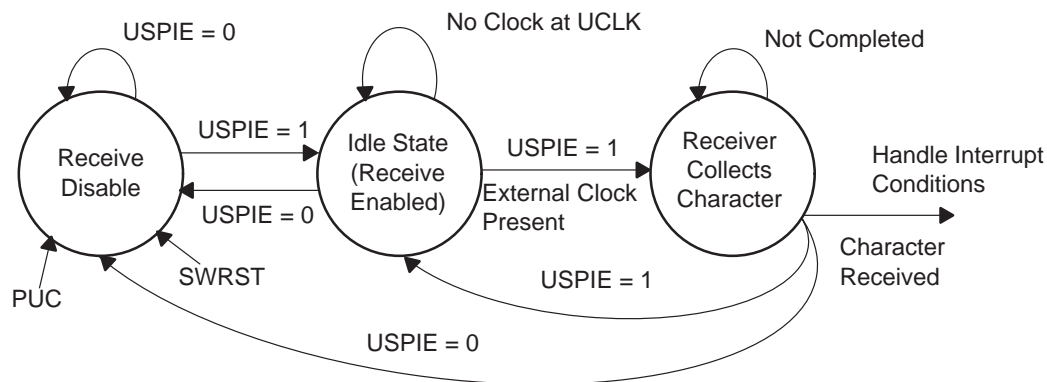 USPIE = 0
No Clock at UCLK
Not Completed
Receive
Disable
USPIE = 1
USPIE = 0
Idle State
(Receive
Enabled)
USPIE = 1
External Clock
Present
Receiver
Collects
Character
Handle Interrupt
Conditions
Character
Received
PUC
SWRST
USPIE = 1
USPIE = 0